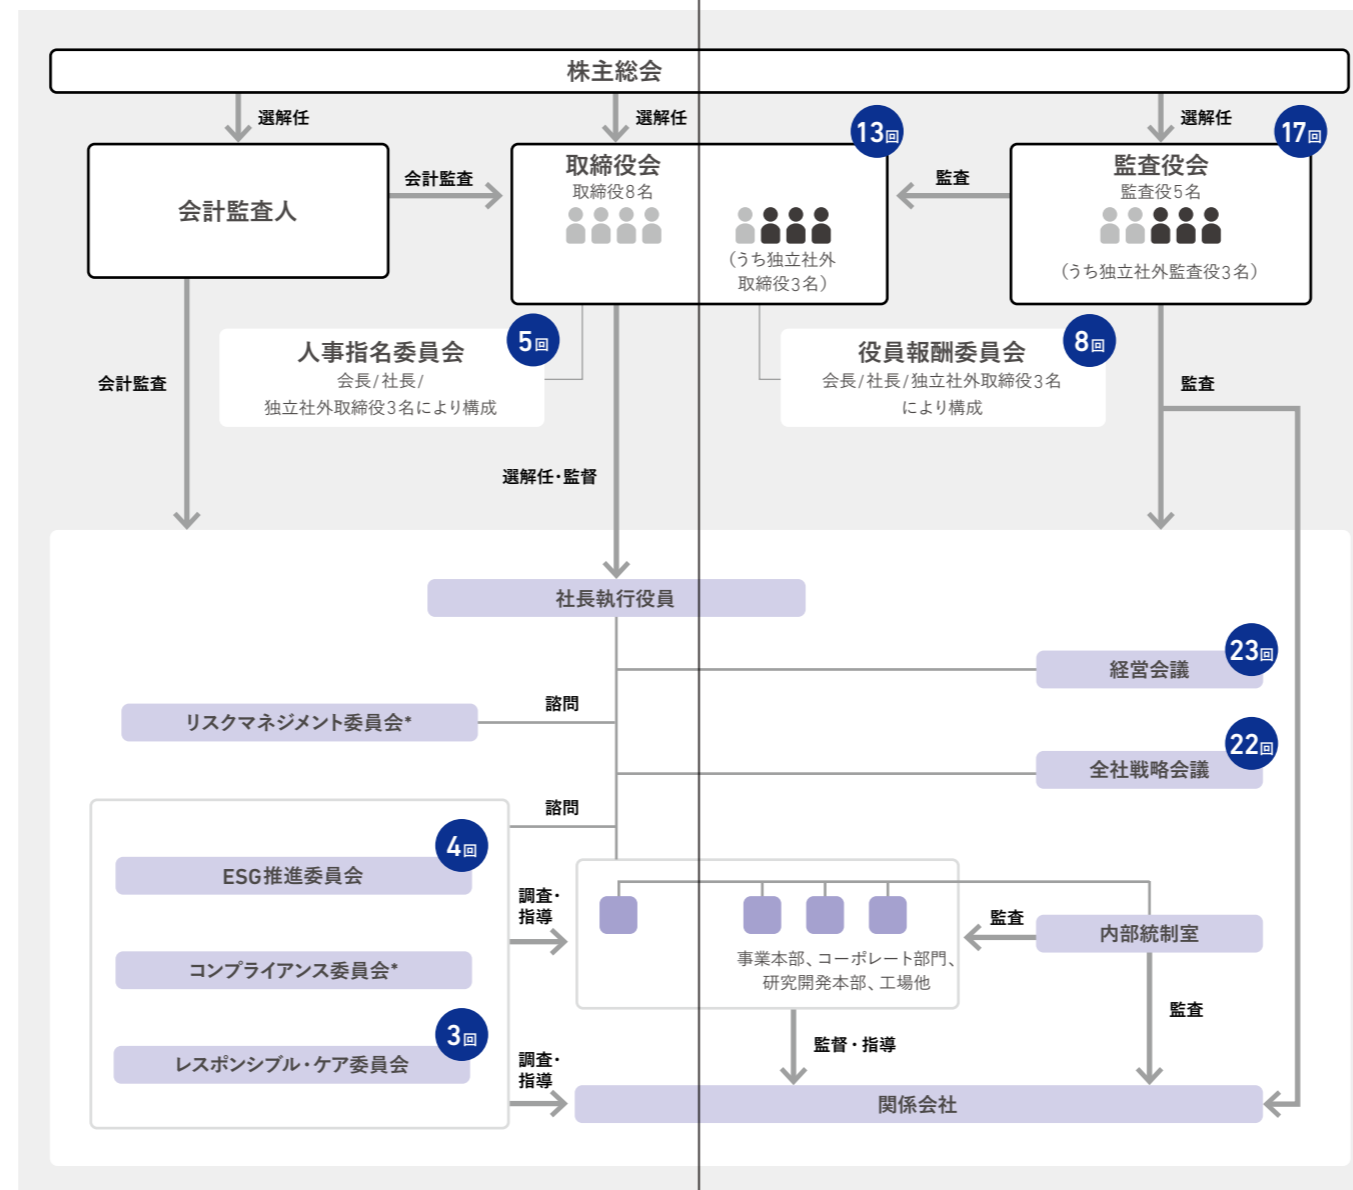 株主総会
選解任
選解任
選解任
会計監査人
会計監査
取締役会
取締役8名
(うち独立社外
取締役3名)
13回
監査
監査役会
監査役5名
(うち独立社外監査役3名)
17回
人事指名委員会
会長/社長/
独立社外取締役3名により構成
5回
役員報酬委員会
会長/社長/独立社外取締役3名
により構成
8回
会計監査
監査
選解任・監督
社長執行役員
経営会議
23回
諮問
リスクマネジメント委員会*
全社戦略会議
22回
諮問
ESG推進委員会
4回
コンプライアンス委員会*
レスポンシブル・ケア委員会
3回
調査・
指導
事業本部、コーポレート部門、
研究開発本部、工場他
監査
内部統制室
監査
監督・指導
調査・
指導
関係会社